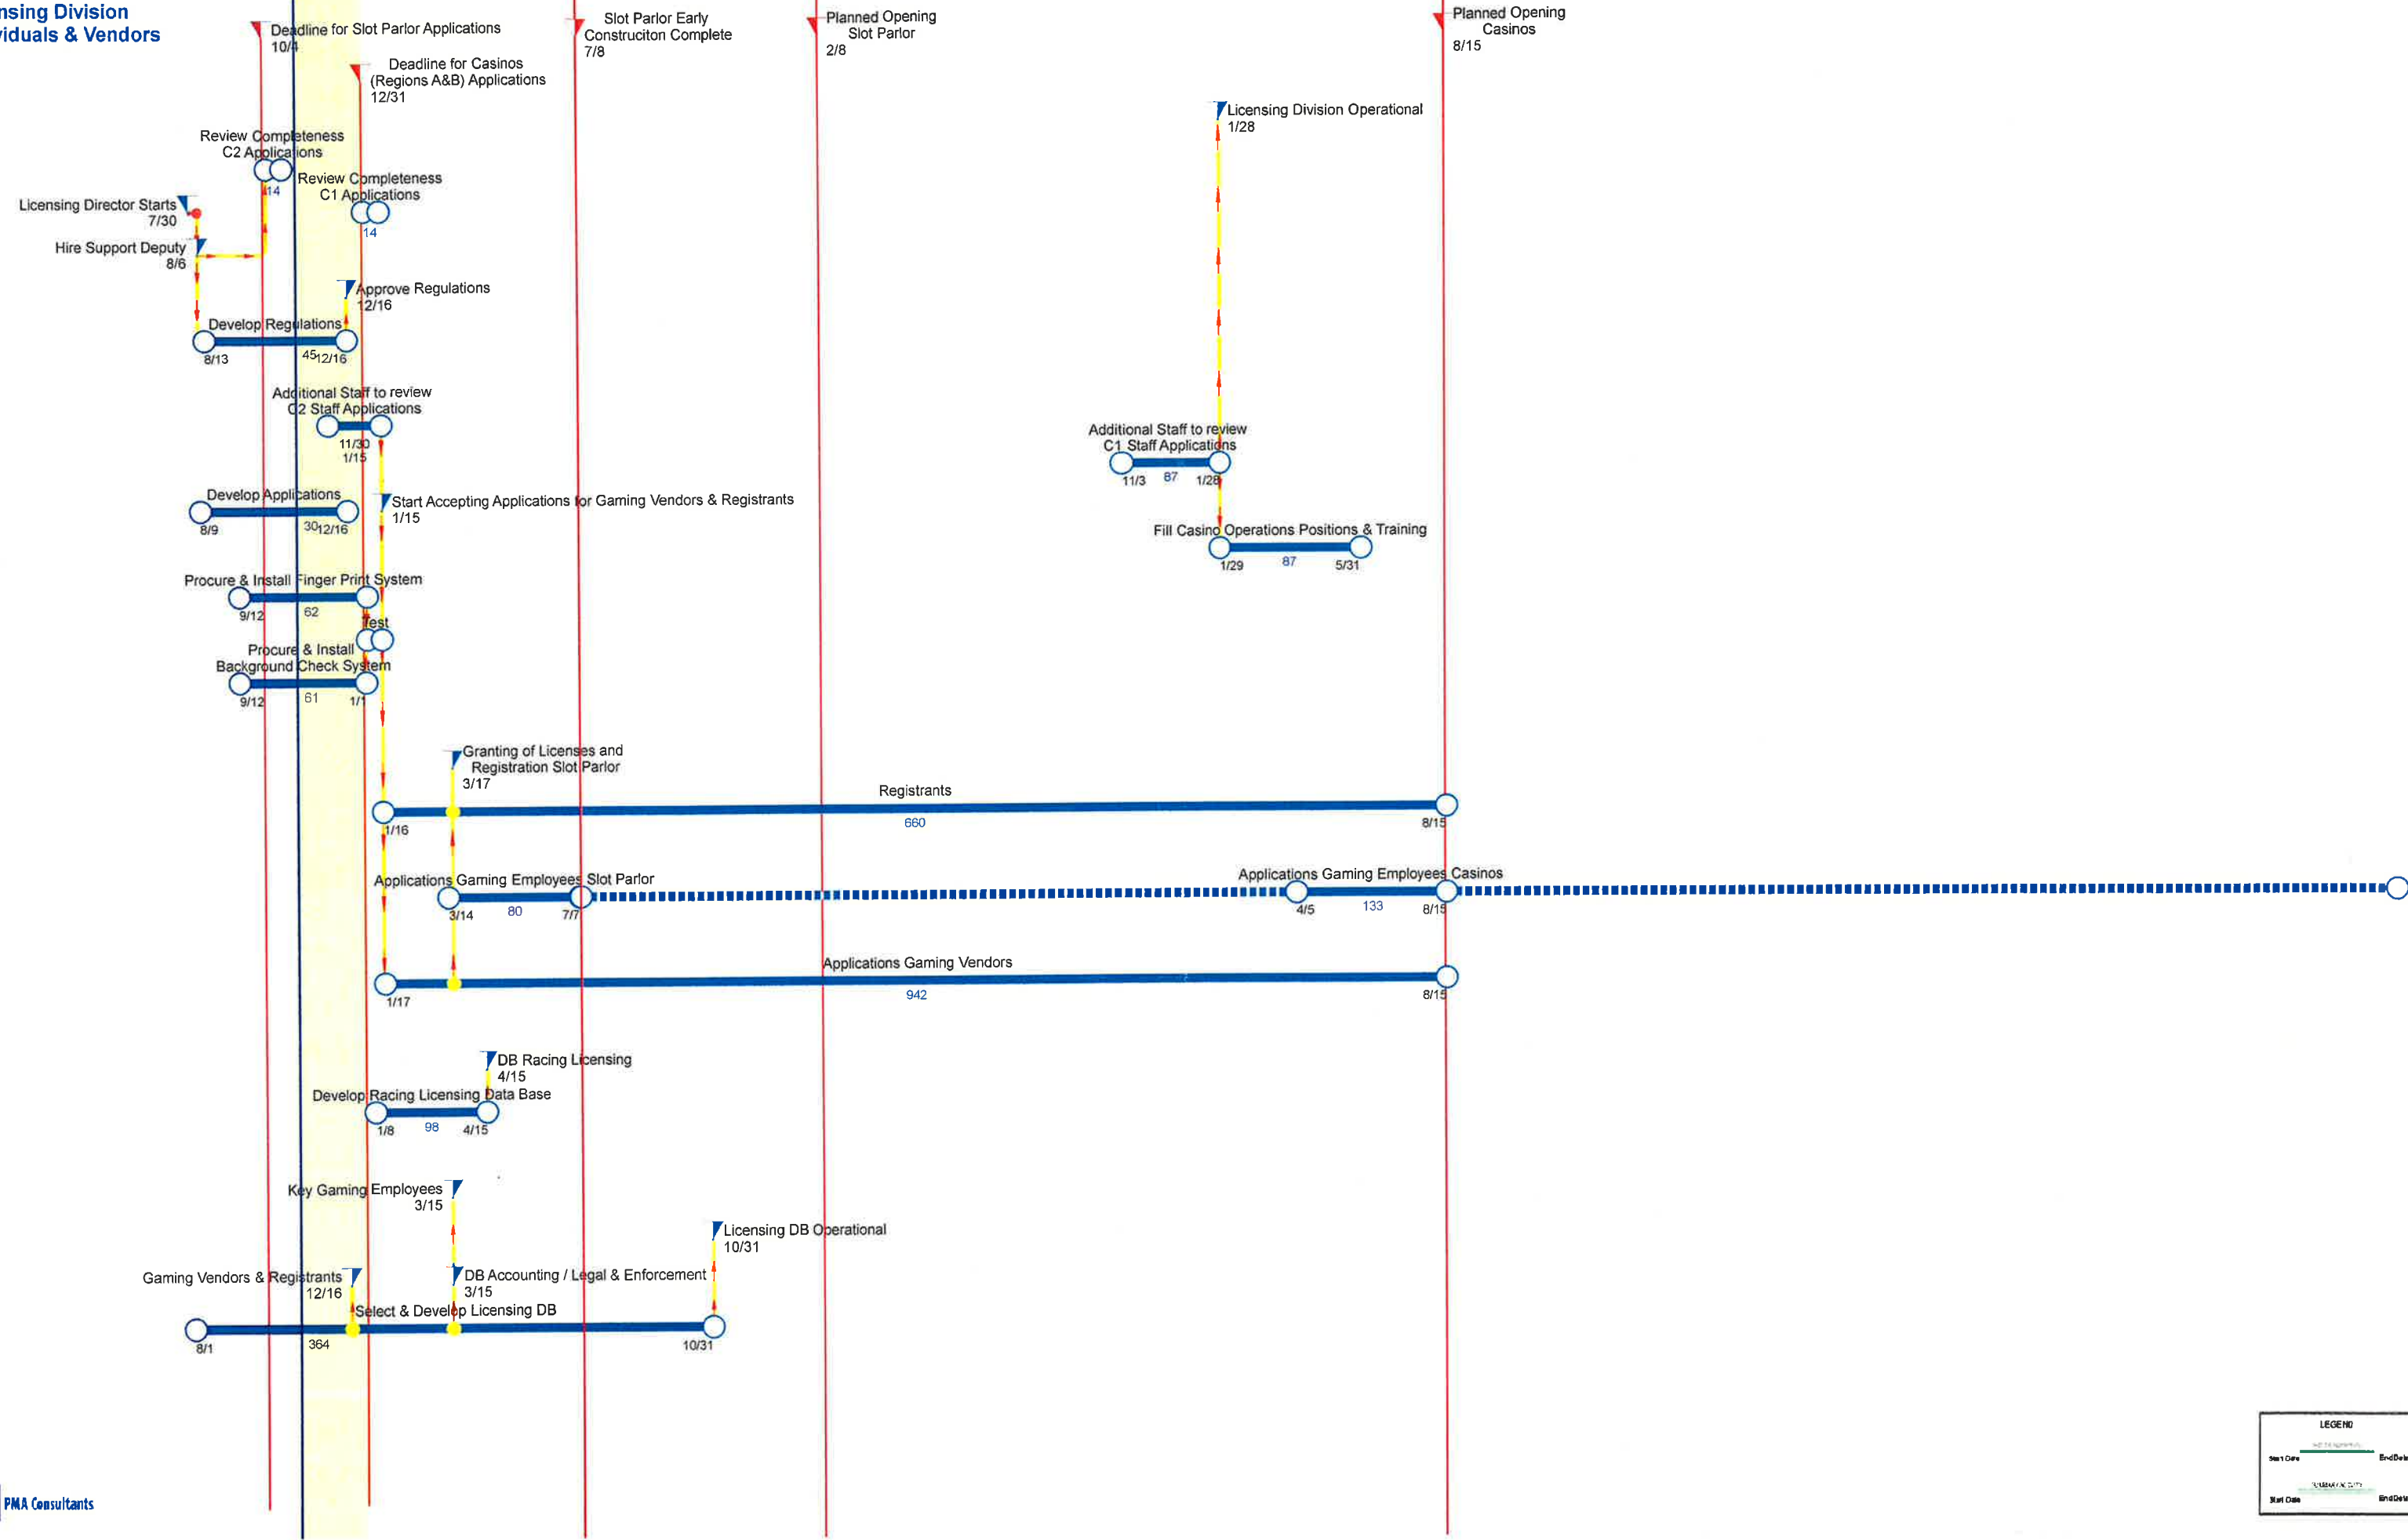 nsing Division
viduals & Vendors
Deadline for Slot Parlor Applications
10/4
Deadline for Casinos
(Regions A&B) Applications
12/31
Slot Parlor Early
Construciton Complete
7/8
Planned Opening
Slot Parlor
2/8
Planned Opening
Casinos
8/15
Licensing Division Operational
1/28
Review Completeness
C2 Applications
14
Review Completeness
C1 Applications
14
Licensing Director Starts
7/30
Hire Support Deputy
8/6
Approve Regulations
12/16
Develop Regulations
8/13
45
12/16
Additional Staff to review
C2 Staff Applications
11/30
1/15
Additional Staff to review
C1 Staff Applications
11/3
87
1/28
Develop Applications
8/9
30
12/16
Start Accepting Applications for Gaming Vendors & Registrants
1/15
Fill Casino Operations Positions & Training
1/29
87
5/31
Procure & Install Finger Print System
9/12
62
Test
Procure & Install
Background Check System
9/12
61
1/1
Granting of Licenses and
Registration Slot Parlor
3/17
Registrants
1/16
660
8/15
Applications Gaming Employees Slot Parlor
3/14
80
7/7
Applications Gaming Employees Casinos
4/5
133
8/15
Applications Gaming Vendors
1/17
942
8/15
DB Racing Licensing
4/15
Develop Racing Licensing Data Base
1/8
98
4/15
Key Gaming Employees
3/15
Licensing DB Operational
10/31
Gaming Vendors & Registrants
12/16
DB Accounting / Legal & Enforcement
3/15
Select & Develop Licensing DB
8/1
364
10/31
PMA Consultants
LEGEND
Start Date
End Date
Start Date
End Date